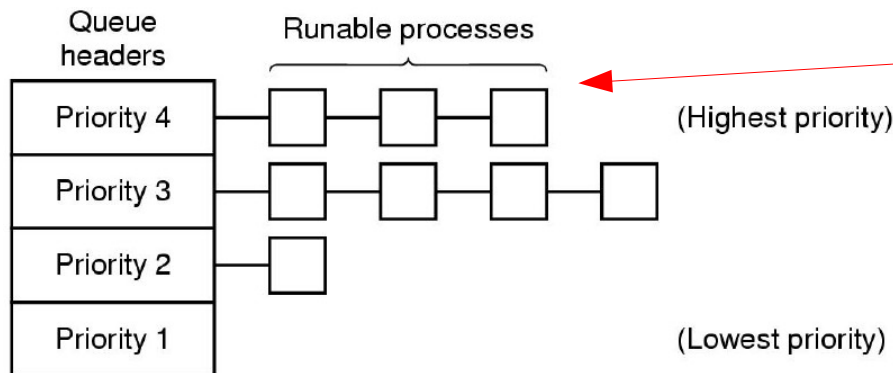 Queue
headers
Runable processes
Priority 4
(Highest priority)
Priority 3
Priority 2
Priority 1
(Lowest priority)